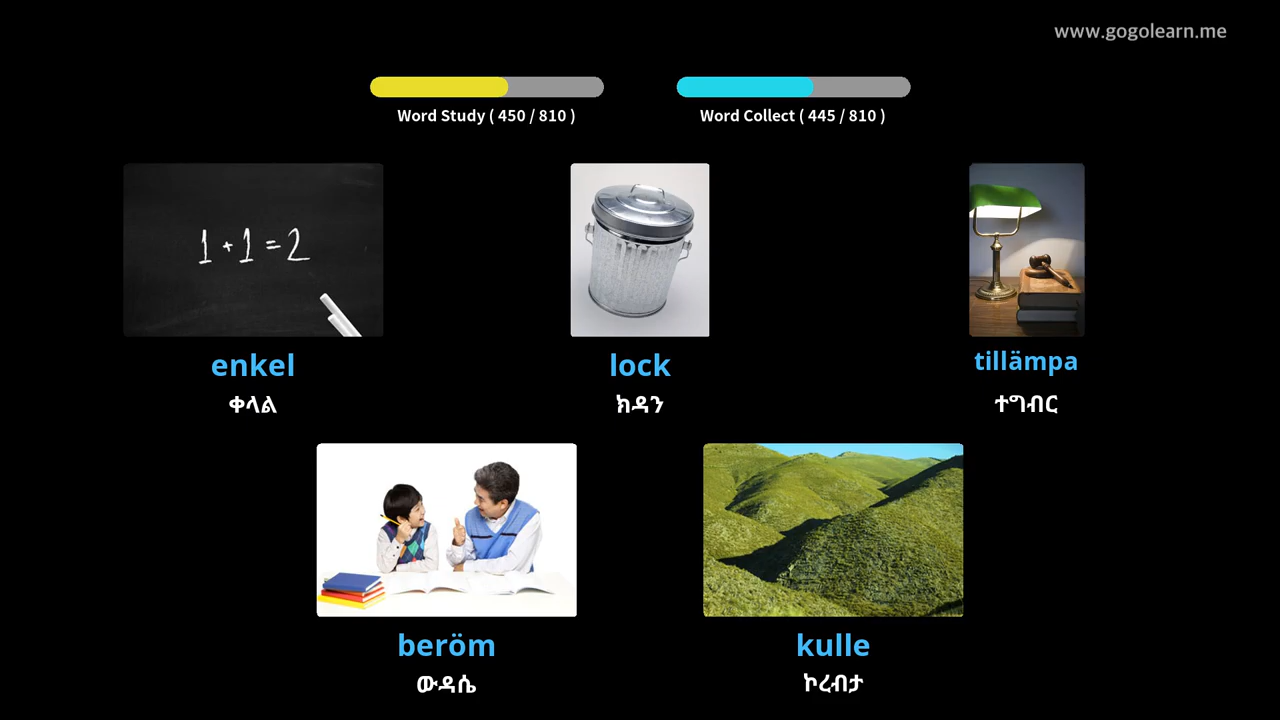 www.gogolearn.me
Word Study ( 450 / 810 )
Word Collect ( 445 / 810 )
1 + 1 = 2
enkel
lock
tillämpa
ቀላል
ክዳን
ተግብር
beröm
kulle
ውዳሴ
ኮረብታ